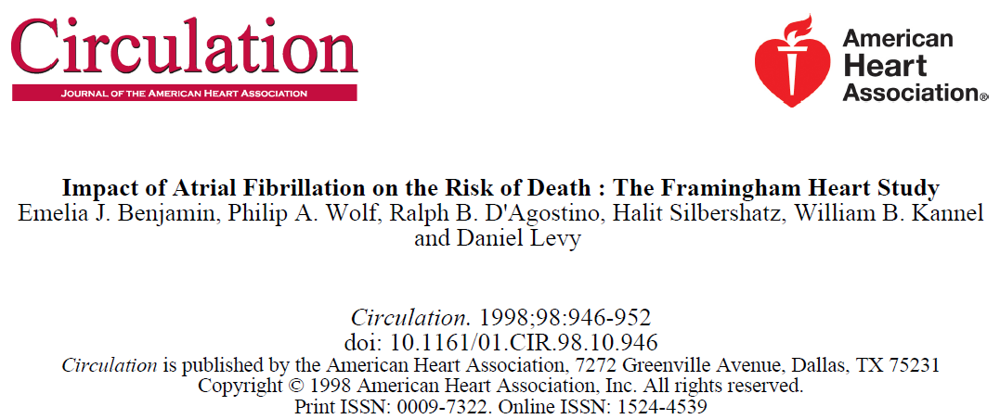 Circulation
JOURNAL OF THE AMERICAN HEART ASSOCIATION
American
Heart
Association®
Impact of Atrial Fibrillation on the Risk of Death : The Framingham Heart Study
Emelia J. Benjamin, Philip A. Wolf, Ralph B. D'Agostino, Halit Silbershatz, William B. Kannel
and Daniel Levy
Circulation. 1998;98:946-952
doi: 10.1161/01.CIR.98.10.946
Circulation is published by the American Heart Association, 7272 Greenville Avenue, Dallas, TX 75231
Copyright © 1998 American Heart Association, Inc. All rights reserved.
Print ISSN: 0009-7322. Online ISSN: 1524-4539